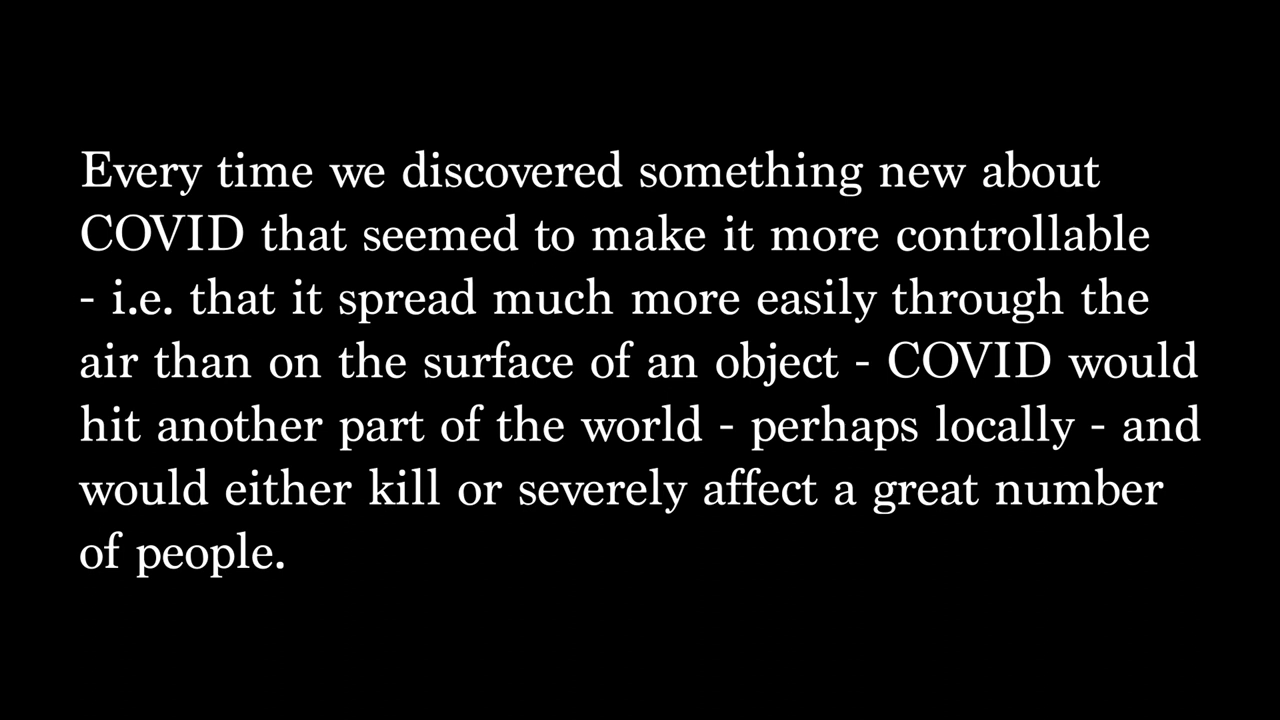 Every time we discovered something new about
COVID that seemed to make it more controllable
- i.e. that it spread much more easily through the
air than on the surface of an object - COVID would
hit another part of the world - perhaps locally - and
would either kill or severely affect a great number
of people.